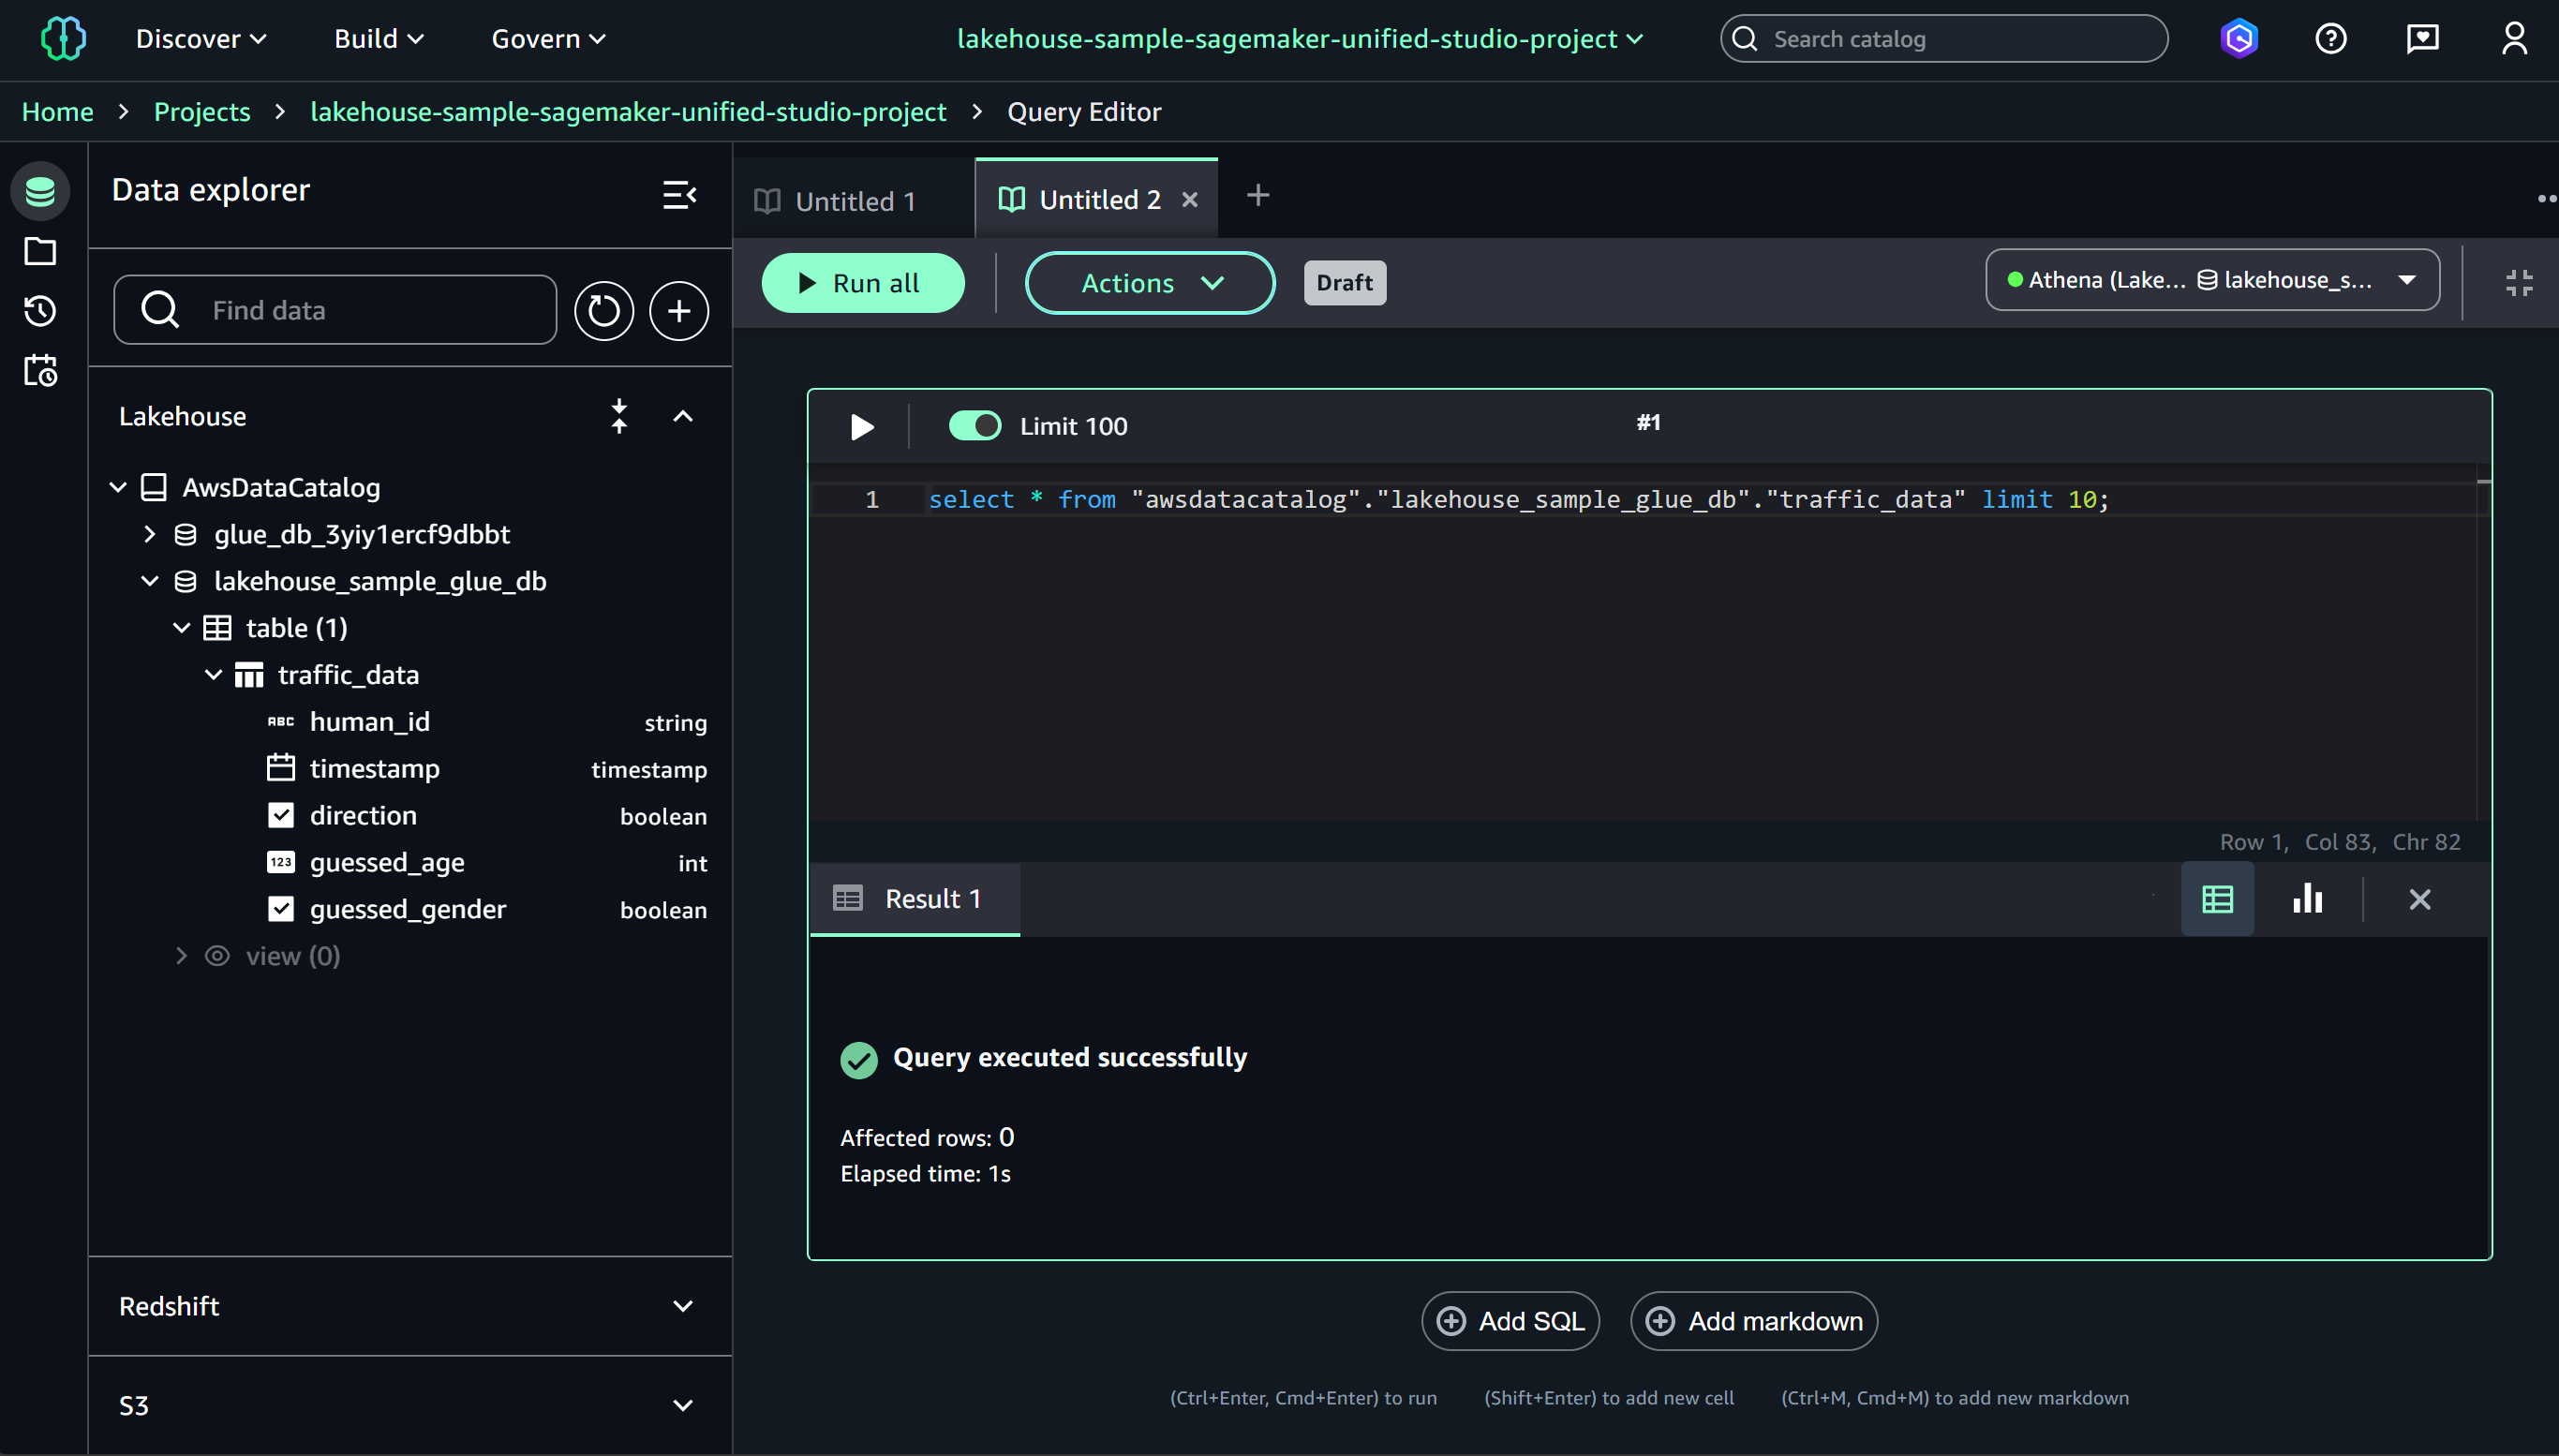 Discover Build Govern lakehouse-sample-sagemaker-unified-studio-project Search catalog
Home > Projects > lakehouse-sample-sagemaker-unified-studio-project > Query Editor
Data explorer
Untitled 1 Untitled 2
Run all Actions Draft Athena (Lake... lakehouse_s...
Find data
Lakehouse
Limit 100 #1
AwsDataCatalog
1 select * from "awsdatacatalog"."lakehouse_sample_glue_db"."traffic_data" limit 10;
glue_db_3yiy1ercf9dbbt
lakehouse_sample_glue_db
table (1)
traffic_data
ABC human_id string
timestamp timestamp
direction boolean
123 guessed_age int
guessed_gender boolean
view (0)
Row 1, Col 83, Chr 82
Result 1
Query executed successfully
Affected rows: 0
Elapsed time: 1s
Redshift
S3
Add SQL Add markdown
(Ctrl+Enter, Cmd+Enter) to run (Shift+Enter) to add new cell (Ctrl+M, Cmd+M) to add new markdown